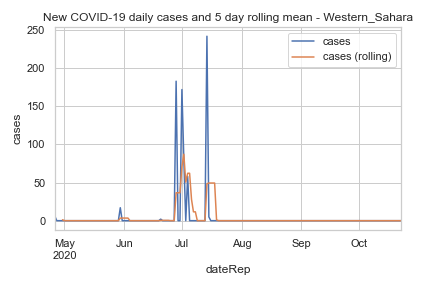 New COVID-19 daily cases and 5 day rolling mean - Western_Sahara
cases
cases (rolling)
250
200
150
100
50
0
cases
May Jun Jul Aug Sep Oct
2020
dateRep